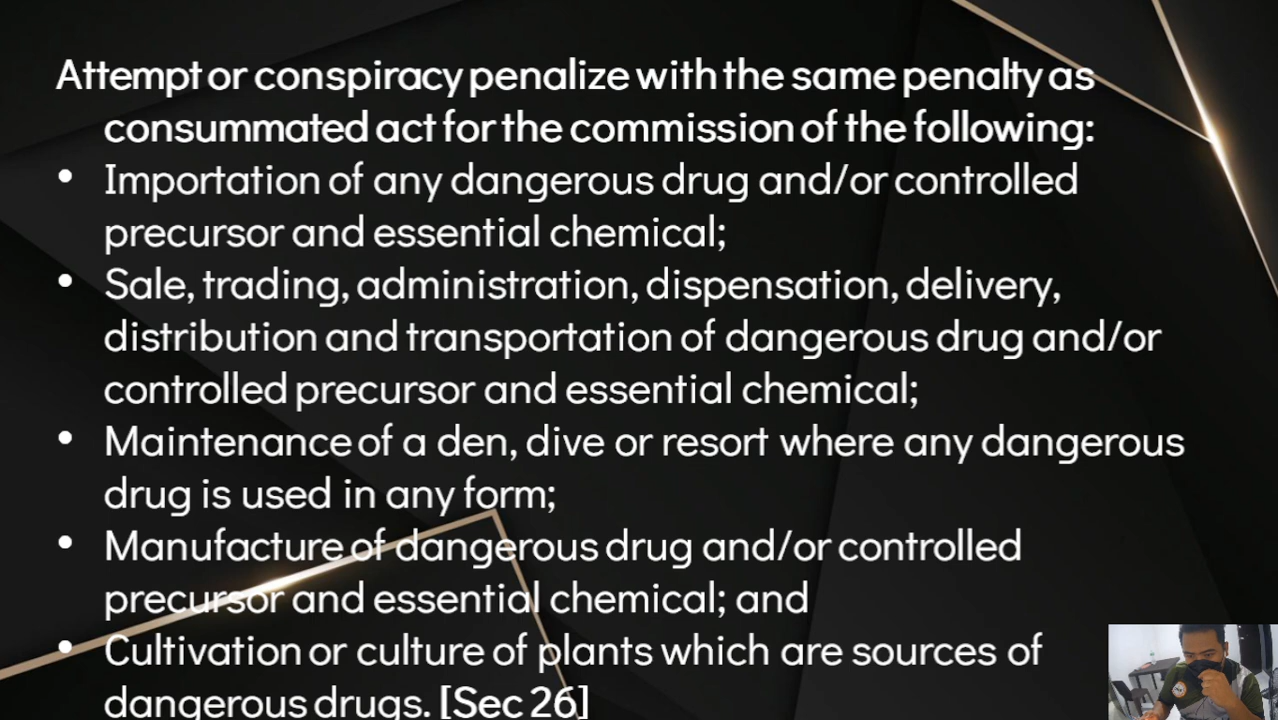 Attempt or conspiracy penalize with the same penalty as
consummated act for the commission of the following:
• Importation of any dangerous drug and/or controlled
precursor and essential chemical;
• Sale, trading, administration, dispensation, delivery,
distribution and transportation of dangerous drug and/or
controlled precursor and essential chemical;
• Maintenance of a den, dive or resort where any dangerous
drug is used in any form;
• Manufacture of dangerous drug and/or controlled
precursor and essential chemical; and
• Cultivation or culture of plants which are sources of
dangerous drugs. [Sec 26]